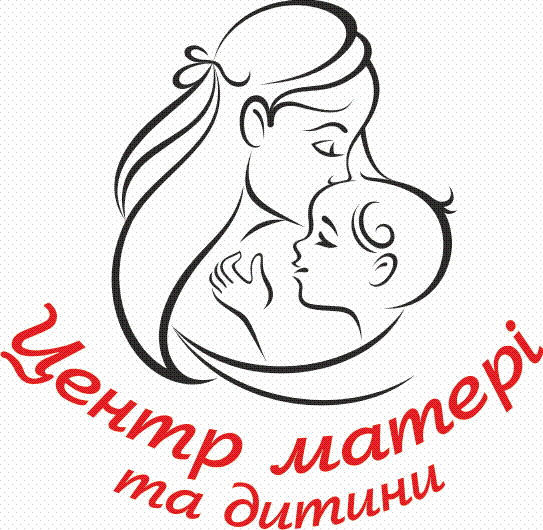 Центр матері
та дитини